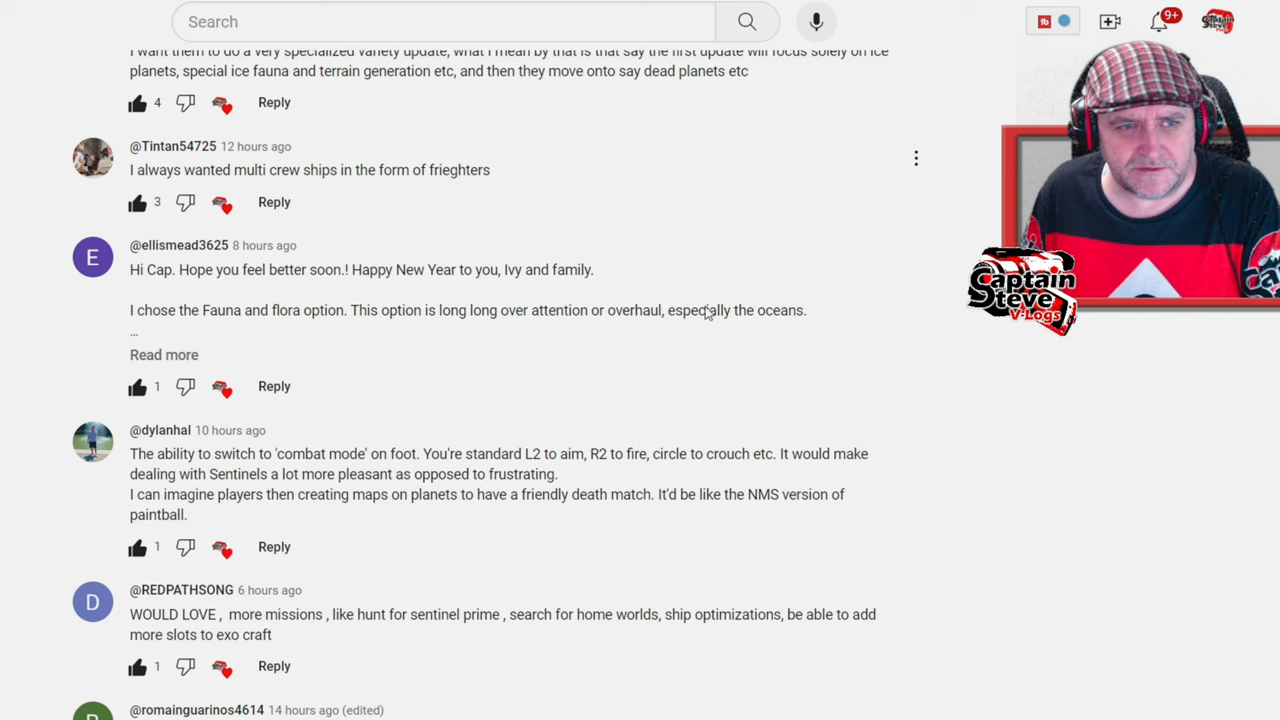 Search
9+
I want them to do a very specialized variety update, what I mean by that is that say the first update will focus solely on ice
planets, special ice fauna and terrain generation etc, and then they move onto say dead planets etc
4 Reply
@Tintan54725 12 hours ago
I always wanted multi crew ships in the form of frieghters
3 Reply
E
@ellismead3625 8 hours ago
Hi Cap. Hope you feel better soon.! Happy New Year to you, Ivy and family.
I chose the Fauna and flora option. This option is long long over attention or overhaul, especially the oceans.
...
Read more
1 Reply
@dylanhal 10 hours ago
The ability to switch to 'combat mode' on foot. You're standard L2 to aim, R2 to fire, circle to crouch etc. It would make
dealing with Sentinels a lot more pleasant as opposed to frustrating.
I can imagine players then creating maps on planets to have a friendly death match. It'd be like the NMS version of
paintball.
1 Reply
D
@REDPATHSONG 6 hours ago
WOULD LOVE , more missions , like hunt for sentinel prime , search for home worlds, ship optimizations, be able to add
more slots to exo craft
1 Reply
@romainguarinos4614 14 hours ago (edited)
Captain
Steve
V-Logs